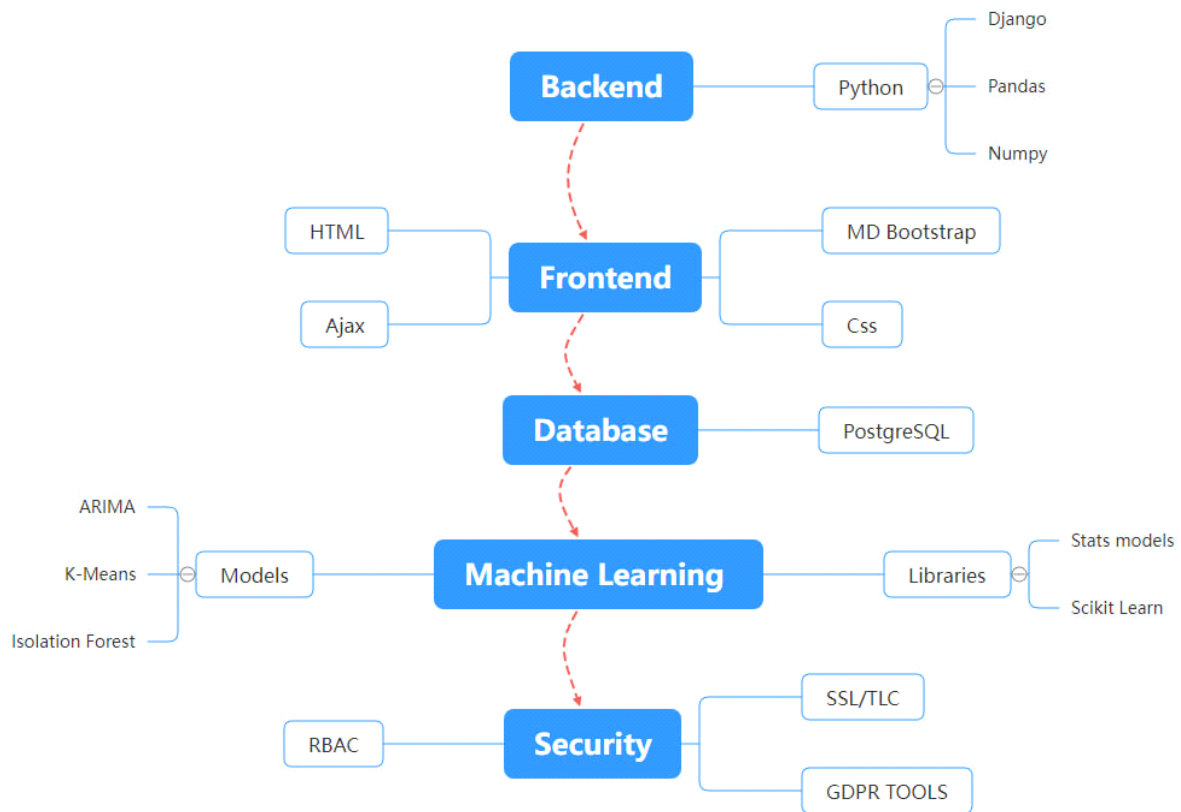 Django
Backend
Python
Pandas
Numpy
HTML
MD Bootstrap
Frontend
Ajax
Css
Database
PostgreSQL
ARIMA
Stats models
K-Means
Models
Machine Learning
Libraries
Scikit Learn
Isolation Forest
SSL/TLC
RBAC
Security
GDPR TOOLS